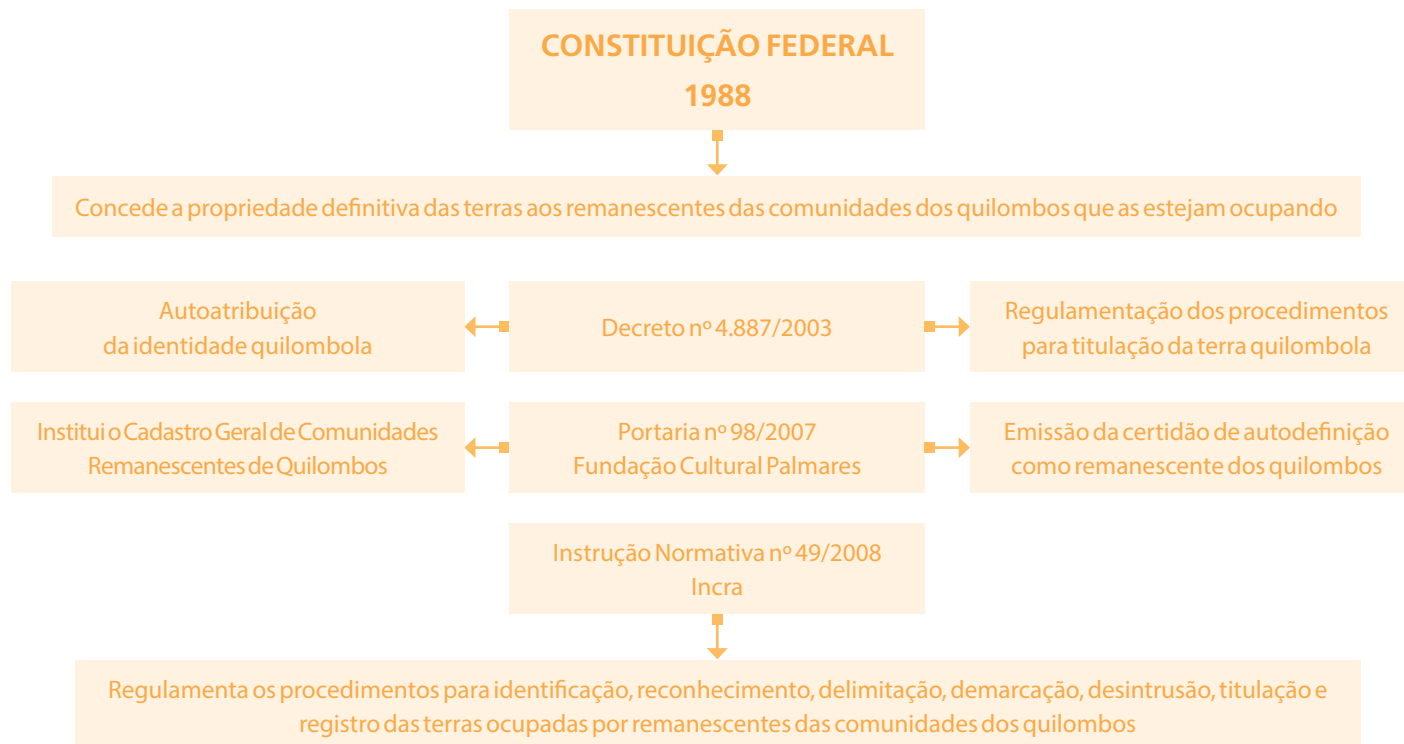 CONSTITUIÇÃO FEDERAL
1988
Concede a propriedade definitiva das terras aos remanescentes das comunidades dos quilombos que as estejam ocupando
Autoatribuição
da identidade quilombola
Decreto nº 4.887/2003
Regulamentação dos procedimentos
para titulação da terra quilombola
Institui o Cadastro Geral de Comunidades
Remanescentes de Quilombos
Portaria nº 98/2007
Fundação Cultural Palmares
Emissão da certidão de autodefinição
como remanescente dos quilombos
Instrução Normativa nº 49/2008
Incra
Regulamenta os procedimentos para identificação, reconhecimento, delimitação, demarcação, desintrusão, titulação e
registro das terras ocupadas por remanescentes das comunidades dos quilombos